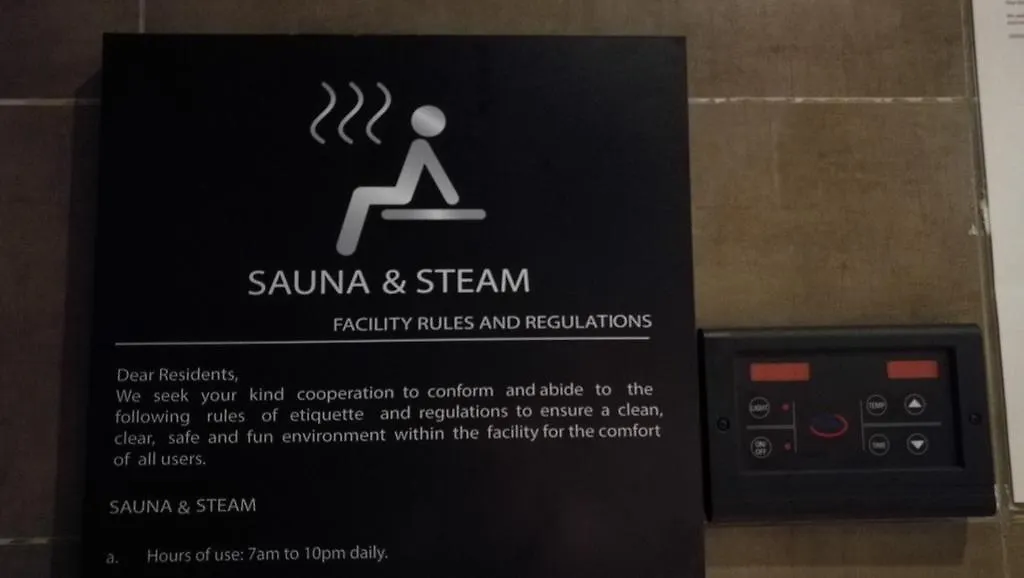 SAUNA & STEAM
FACILITY RULES AND REGULATIONS
Dear Residents,
We seek your kind cooperation to conform and abide to the
following rules of etiquette and regulations to ensure a clean,
clear, safe and fun environment within the facility for the comfort
of all users.
SAUNA & STEAM
a. Hours of use: 7am to 10pm daily.
LIGHT
TEMP
ON/
OFF
TIME